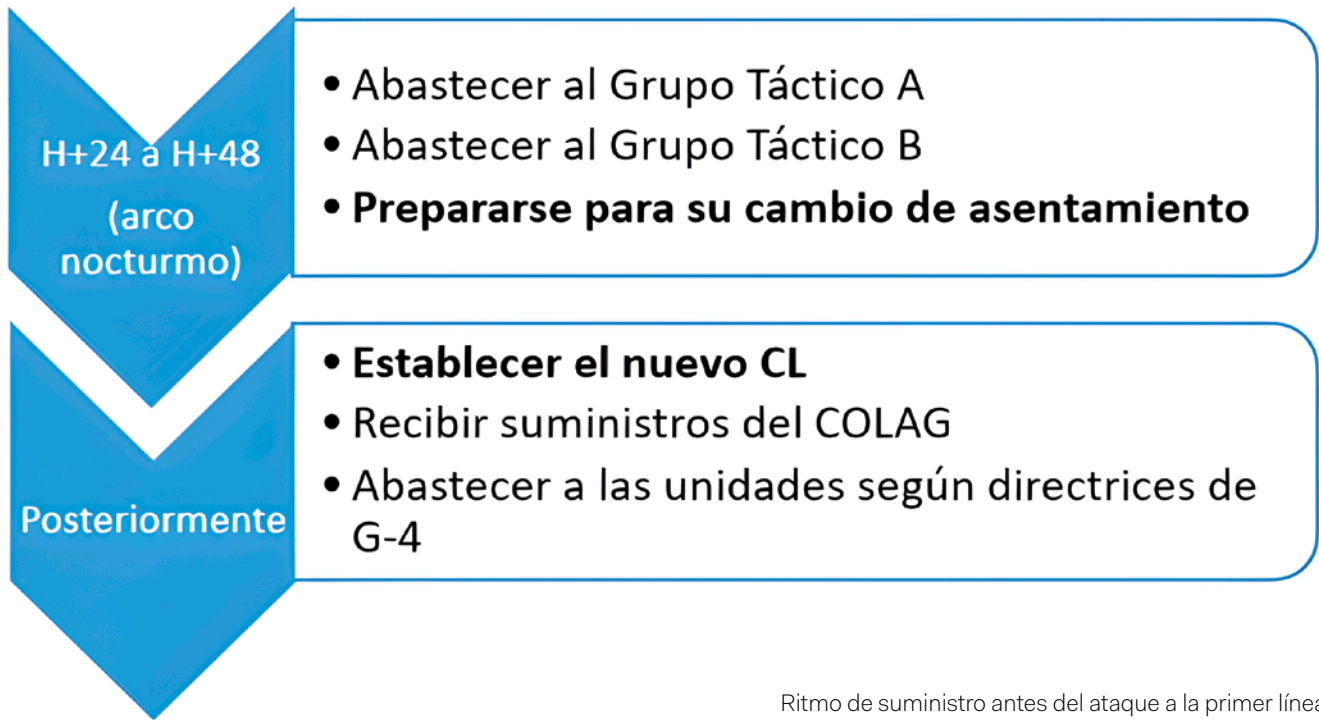 H+24 a H+48
(arco
nocturmo)
• Abastecer al Grupo Táctico A
• Abastecer al Grupo Táctico B
• Prepararse para su cambio de asentamiento
Posteriormente
• Establecer el nuevo CL
• Recibir suministros del COLAG
• Abastecer a las unidades según directrices de
G-4
Ritmo de suministro antes del ataque a la primer línea